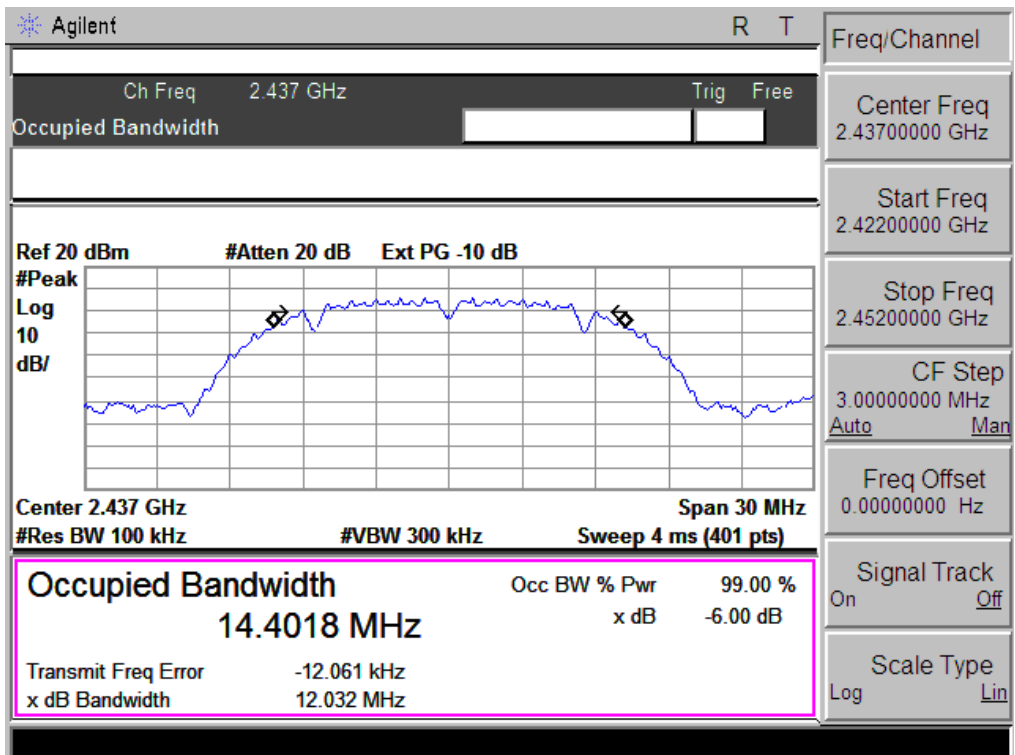 Agilent R T
Ch Freq 2.437 GHz Trig Free
Occupied Bandwidth
Ref 20 dBm #Atten 20 dB Ext PG -10 dB
#Peak
Log
10
dB/
Center 2.437 GHz Span 30 MHz
#Res BW 100 kHz #VBW 300 kHz Sweep 4 ms (401 pts)
Occupied Bandwidth Occ BW % Pwr 99.00 %
14.4018 MHz x dB -6.00 dB
Transmit Freq Error -12.061 kHz
x dB Bandwidth 12.032 MHz
Freq/Channel
Center Freq
2.43700000 GHz
Start Freq
2.42200000 GHz
Stop Freq
2.45200000 GHz
CF Step
3.00000000 MHz
Auto Man
Freq Offset
0.00000000 Hz
Signal Track
On Off
Scale Type
Log Lin